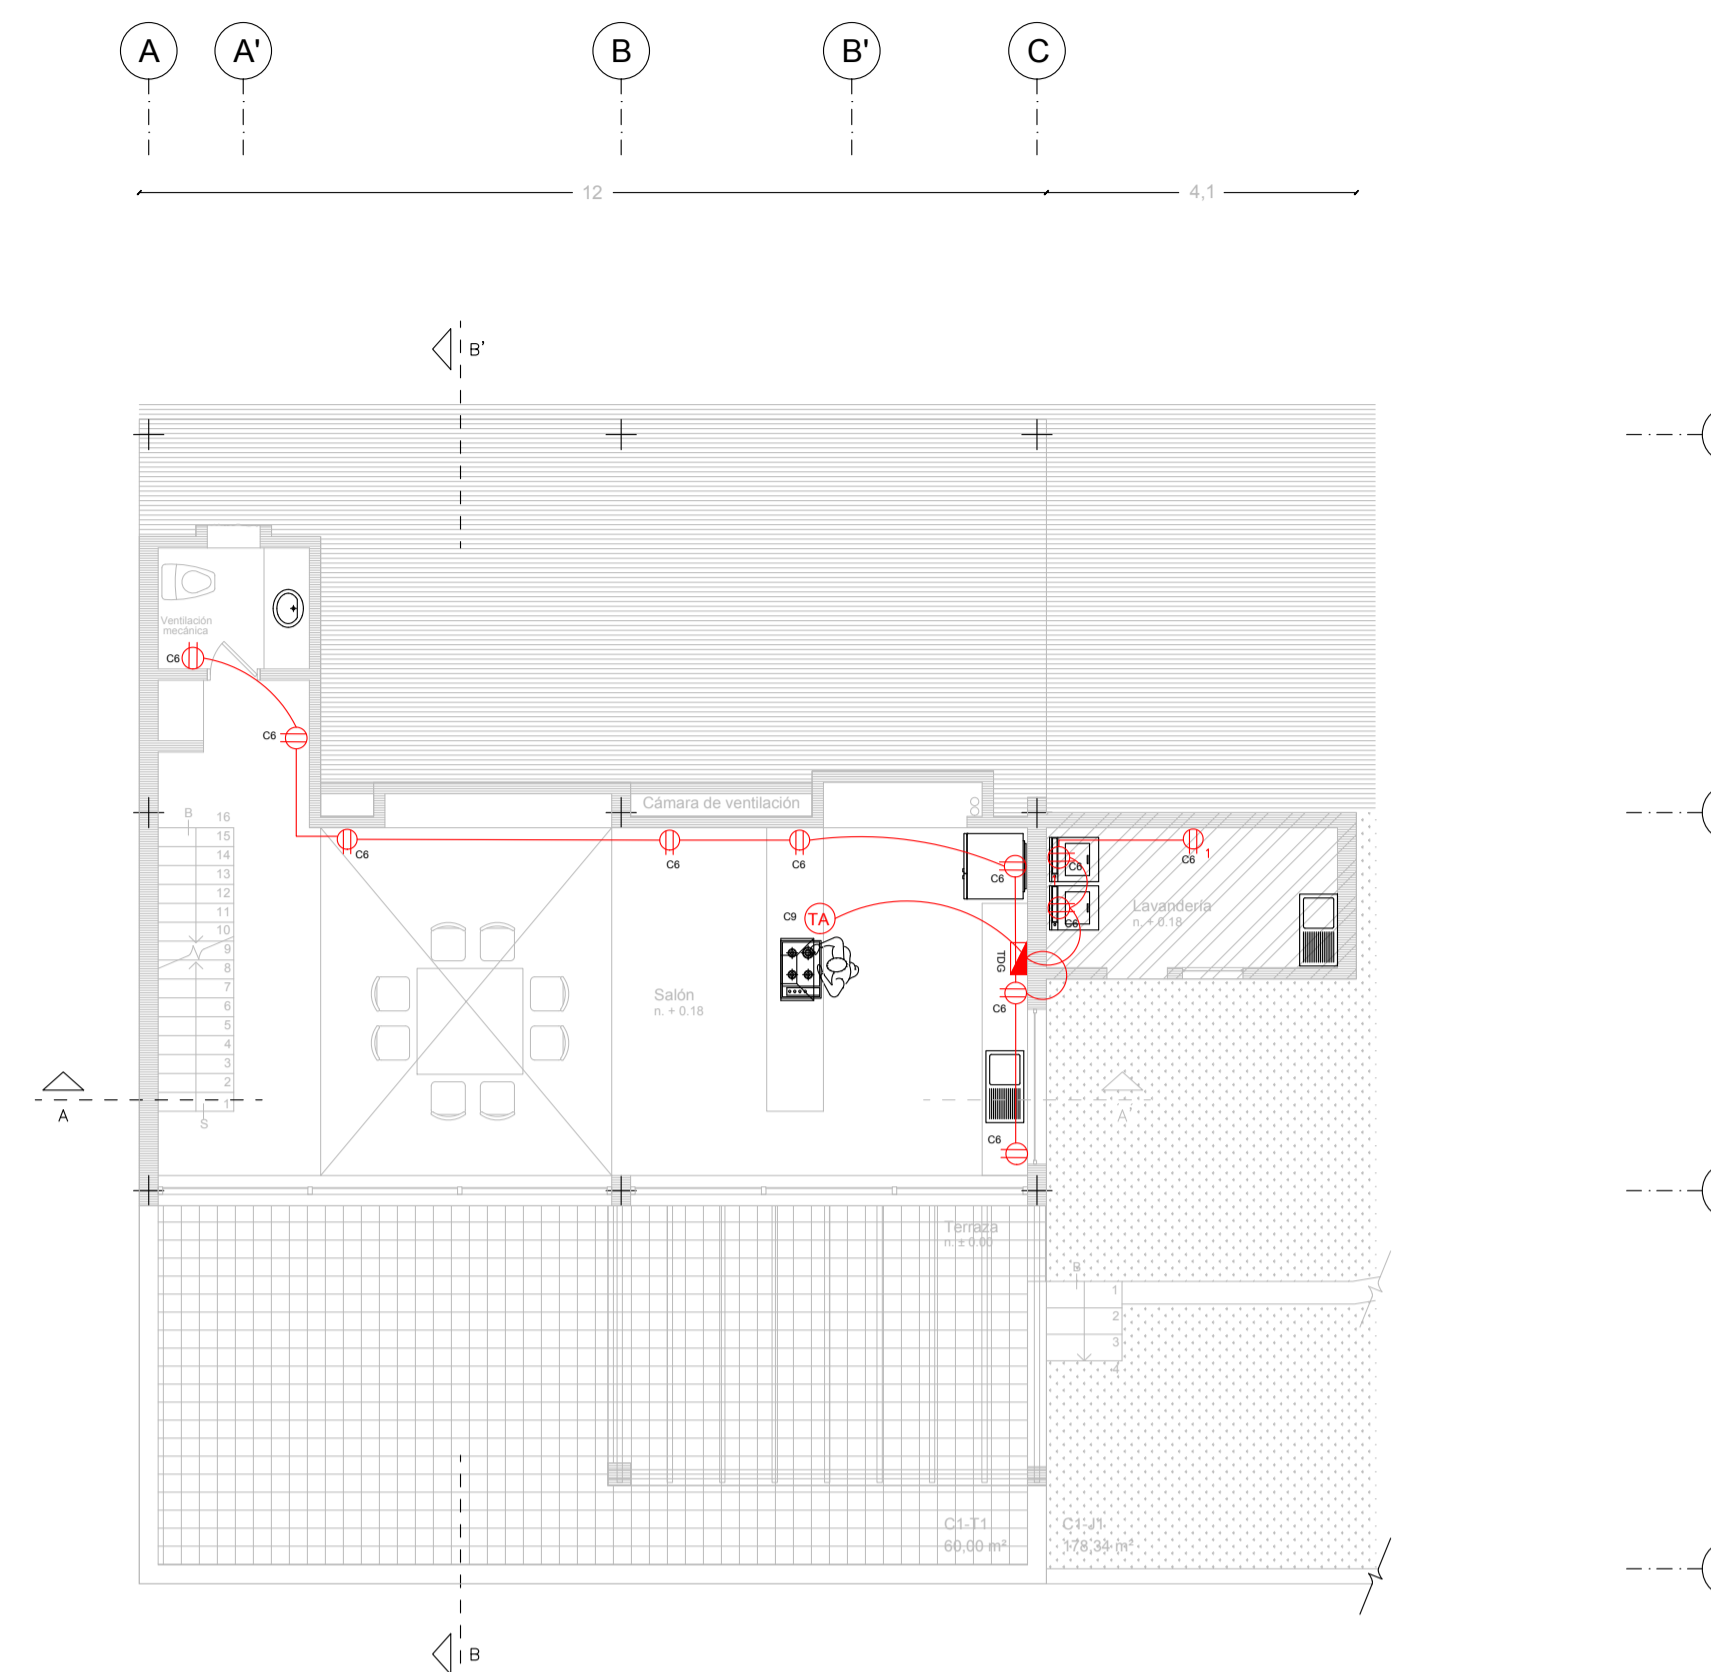 A A' B B' C
12 4,1
B'
Ventilación
mecánica
C6
C6
Cámara de ventilación
B 16
15
14
13
12
11
10
9
8
7
6
5
4
3
2
1
S
C6
C6
C6
C6
C6
C6
C6 1
C9 TA
Lavandería
n. + 0.18
TDG
Salón
n. + 0.18
C6
C6
A
A
Terraza
n. ± 0.00
B
1
2
3
4
C1-T1
60,00 m²
C1-J1
178,34 m²
B